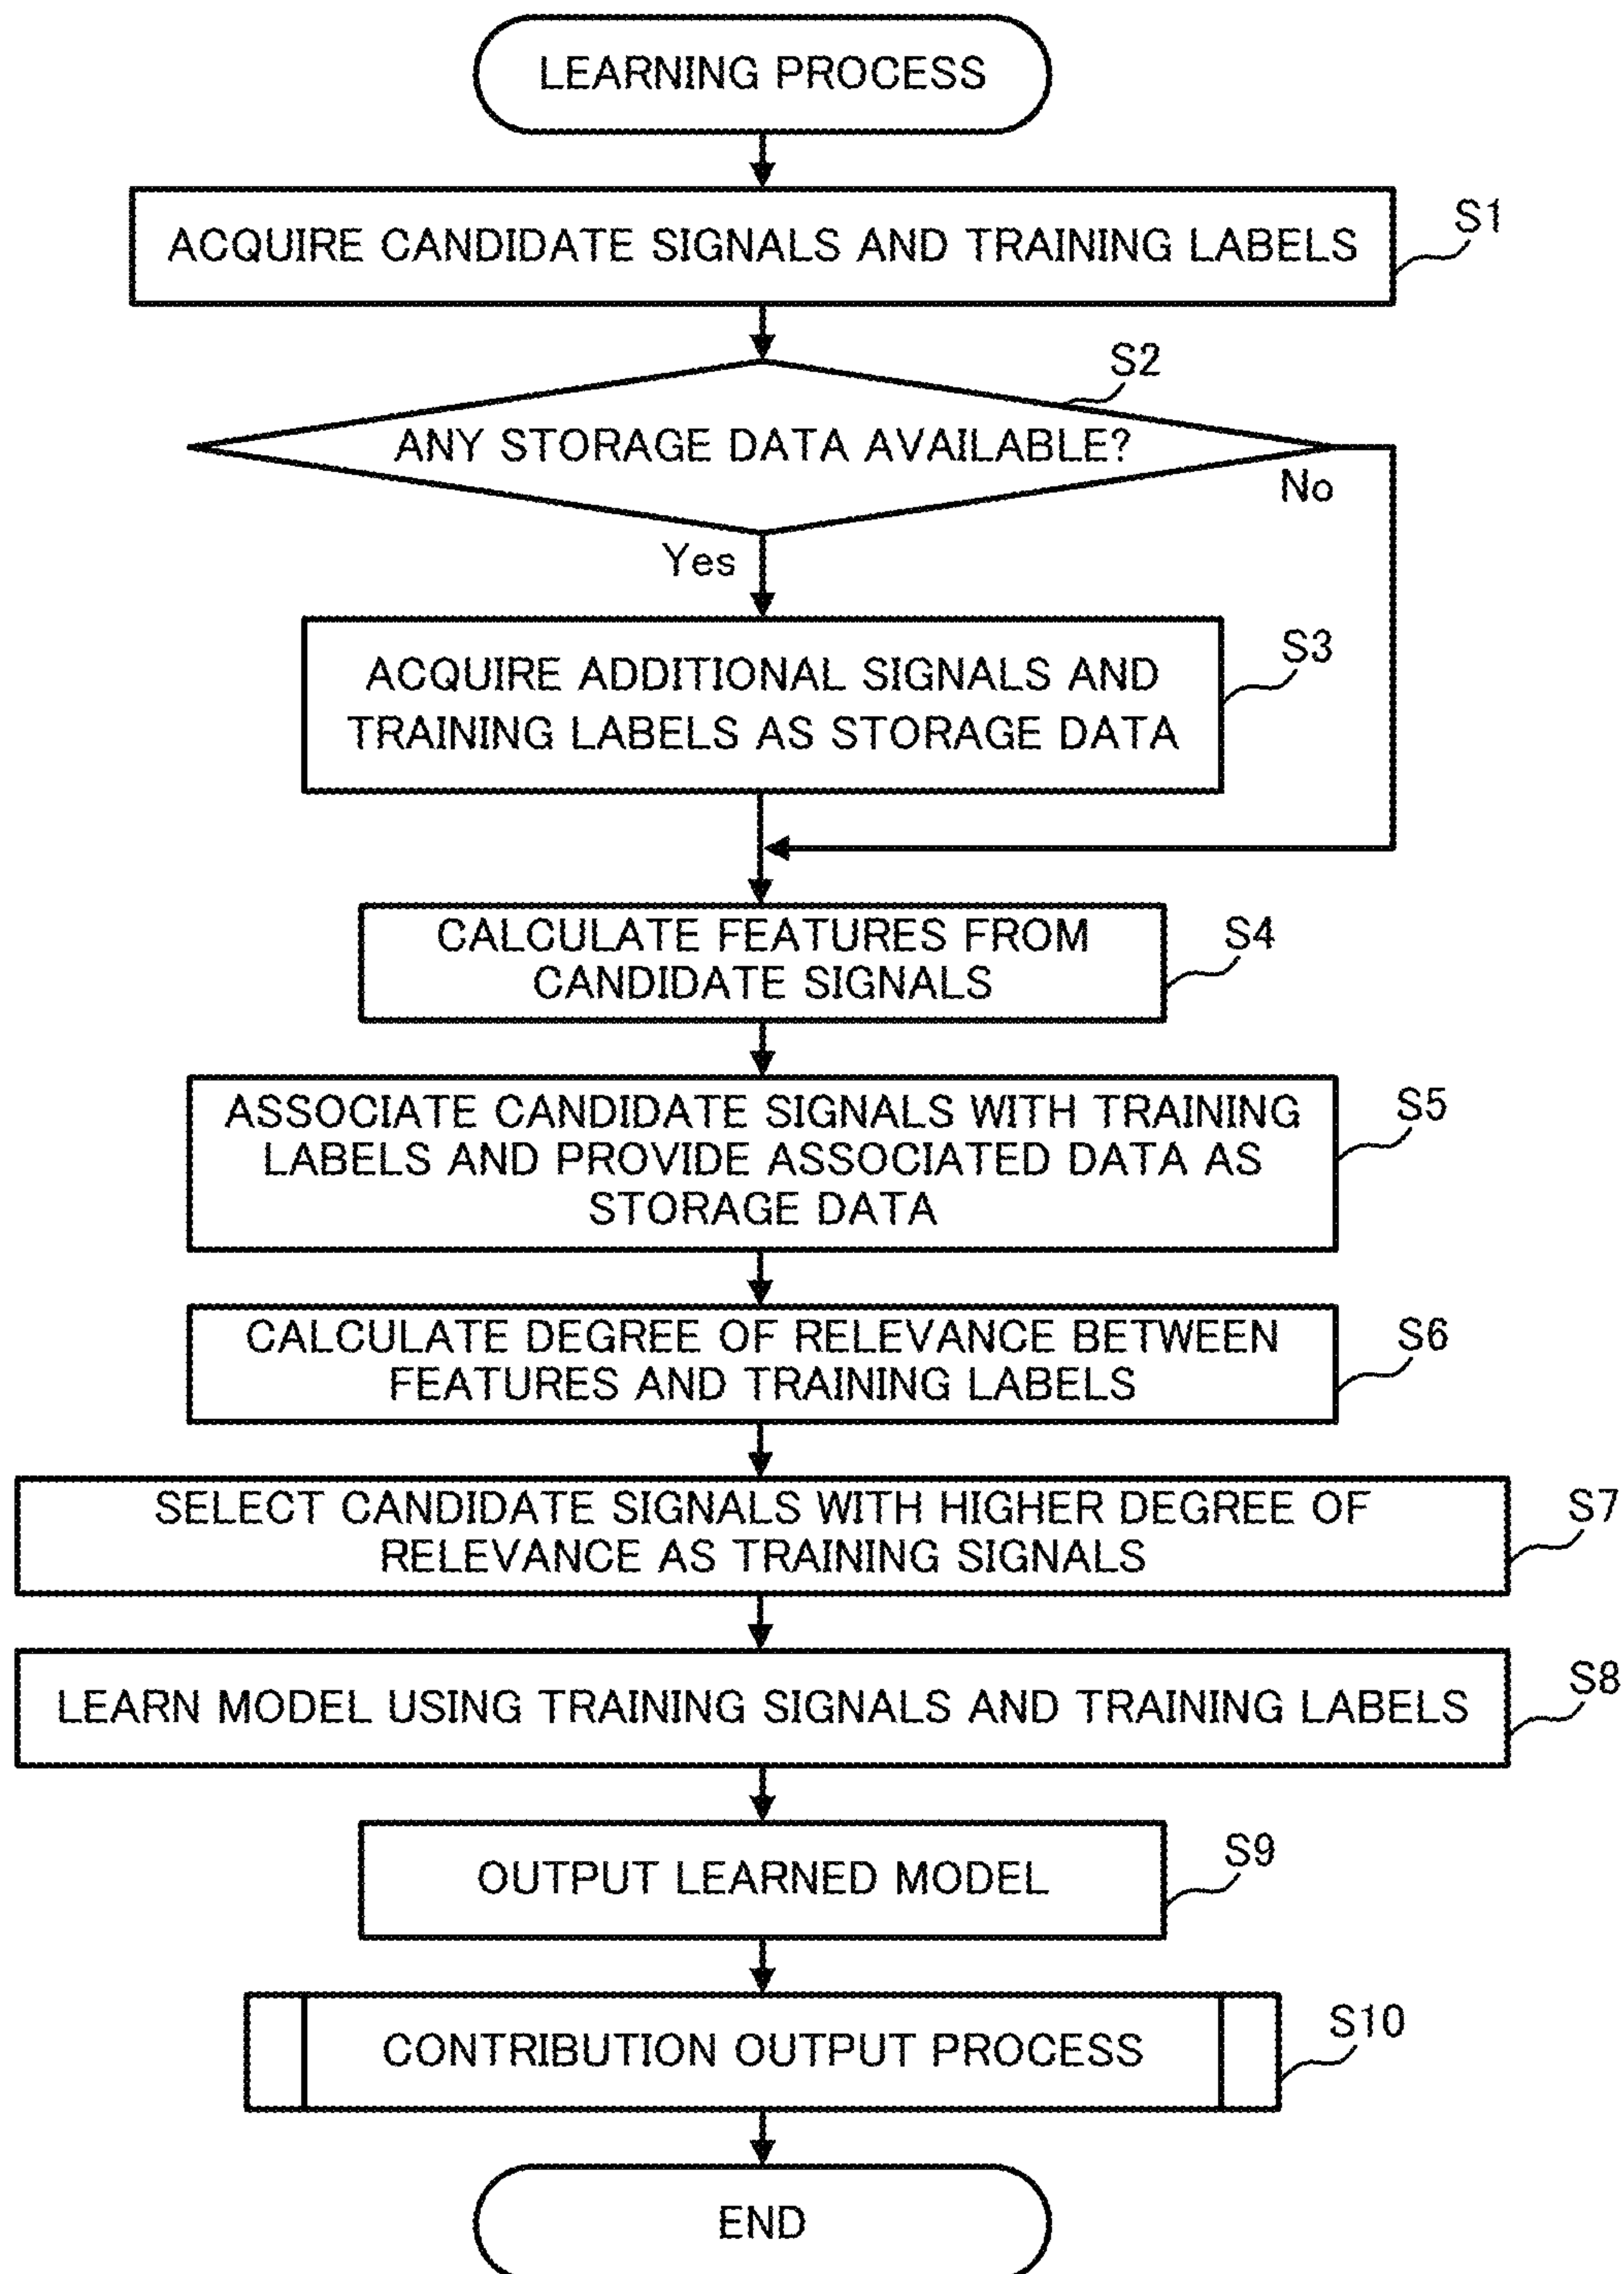 LEARNING PROCESS
ACQUIRE CANDIDATE SIGNALS AND TRAINING LABELS
S1
S2
ANY STORAGE DATA AVAILABLE?
No
Yes
ACQUIRE ADDITIONAL SIGNALS AND
TRAINING LABELS AS STORAGE DATA
S3
CALCULATE FEATURES FROM
CANDIDATE SIGNALS
S4
ASSOCIATE CANDIDATE SIGNALS WITH TRAINING
LABELS AND PROVIDE ASSOCIATED DATA AS
STORAGE DATA
S5
CALCULATE DEGREE OF RELEVANCE BETWEEN
FEATURES AND TRAINING LABELS
S6
SELECT CANDIDATE SIGNALS WITH HIGHER DEGREE OF
RELEVANCE AS TRAINING SIGNALS
S7
LEARN MODEL USING TRAINING SIGNALS AND TRAINING LABELS
S8
OUTPUT LEARNED MODEL
S9
CONTRIBUTION OUTPUT PROCESS
S10
END